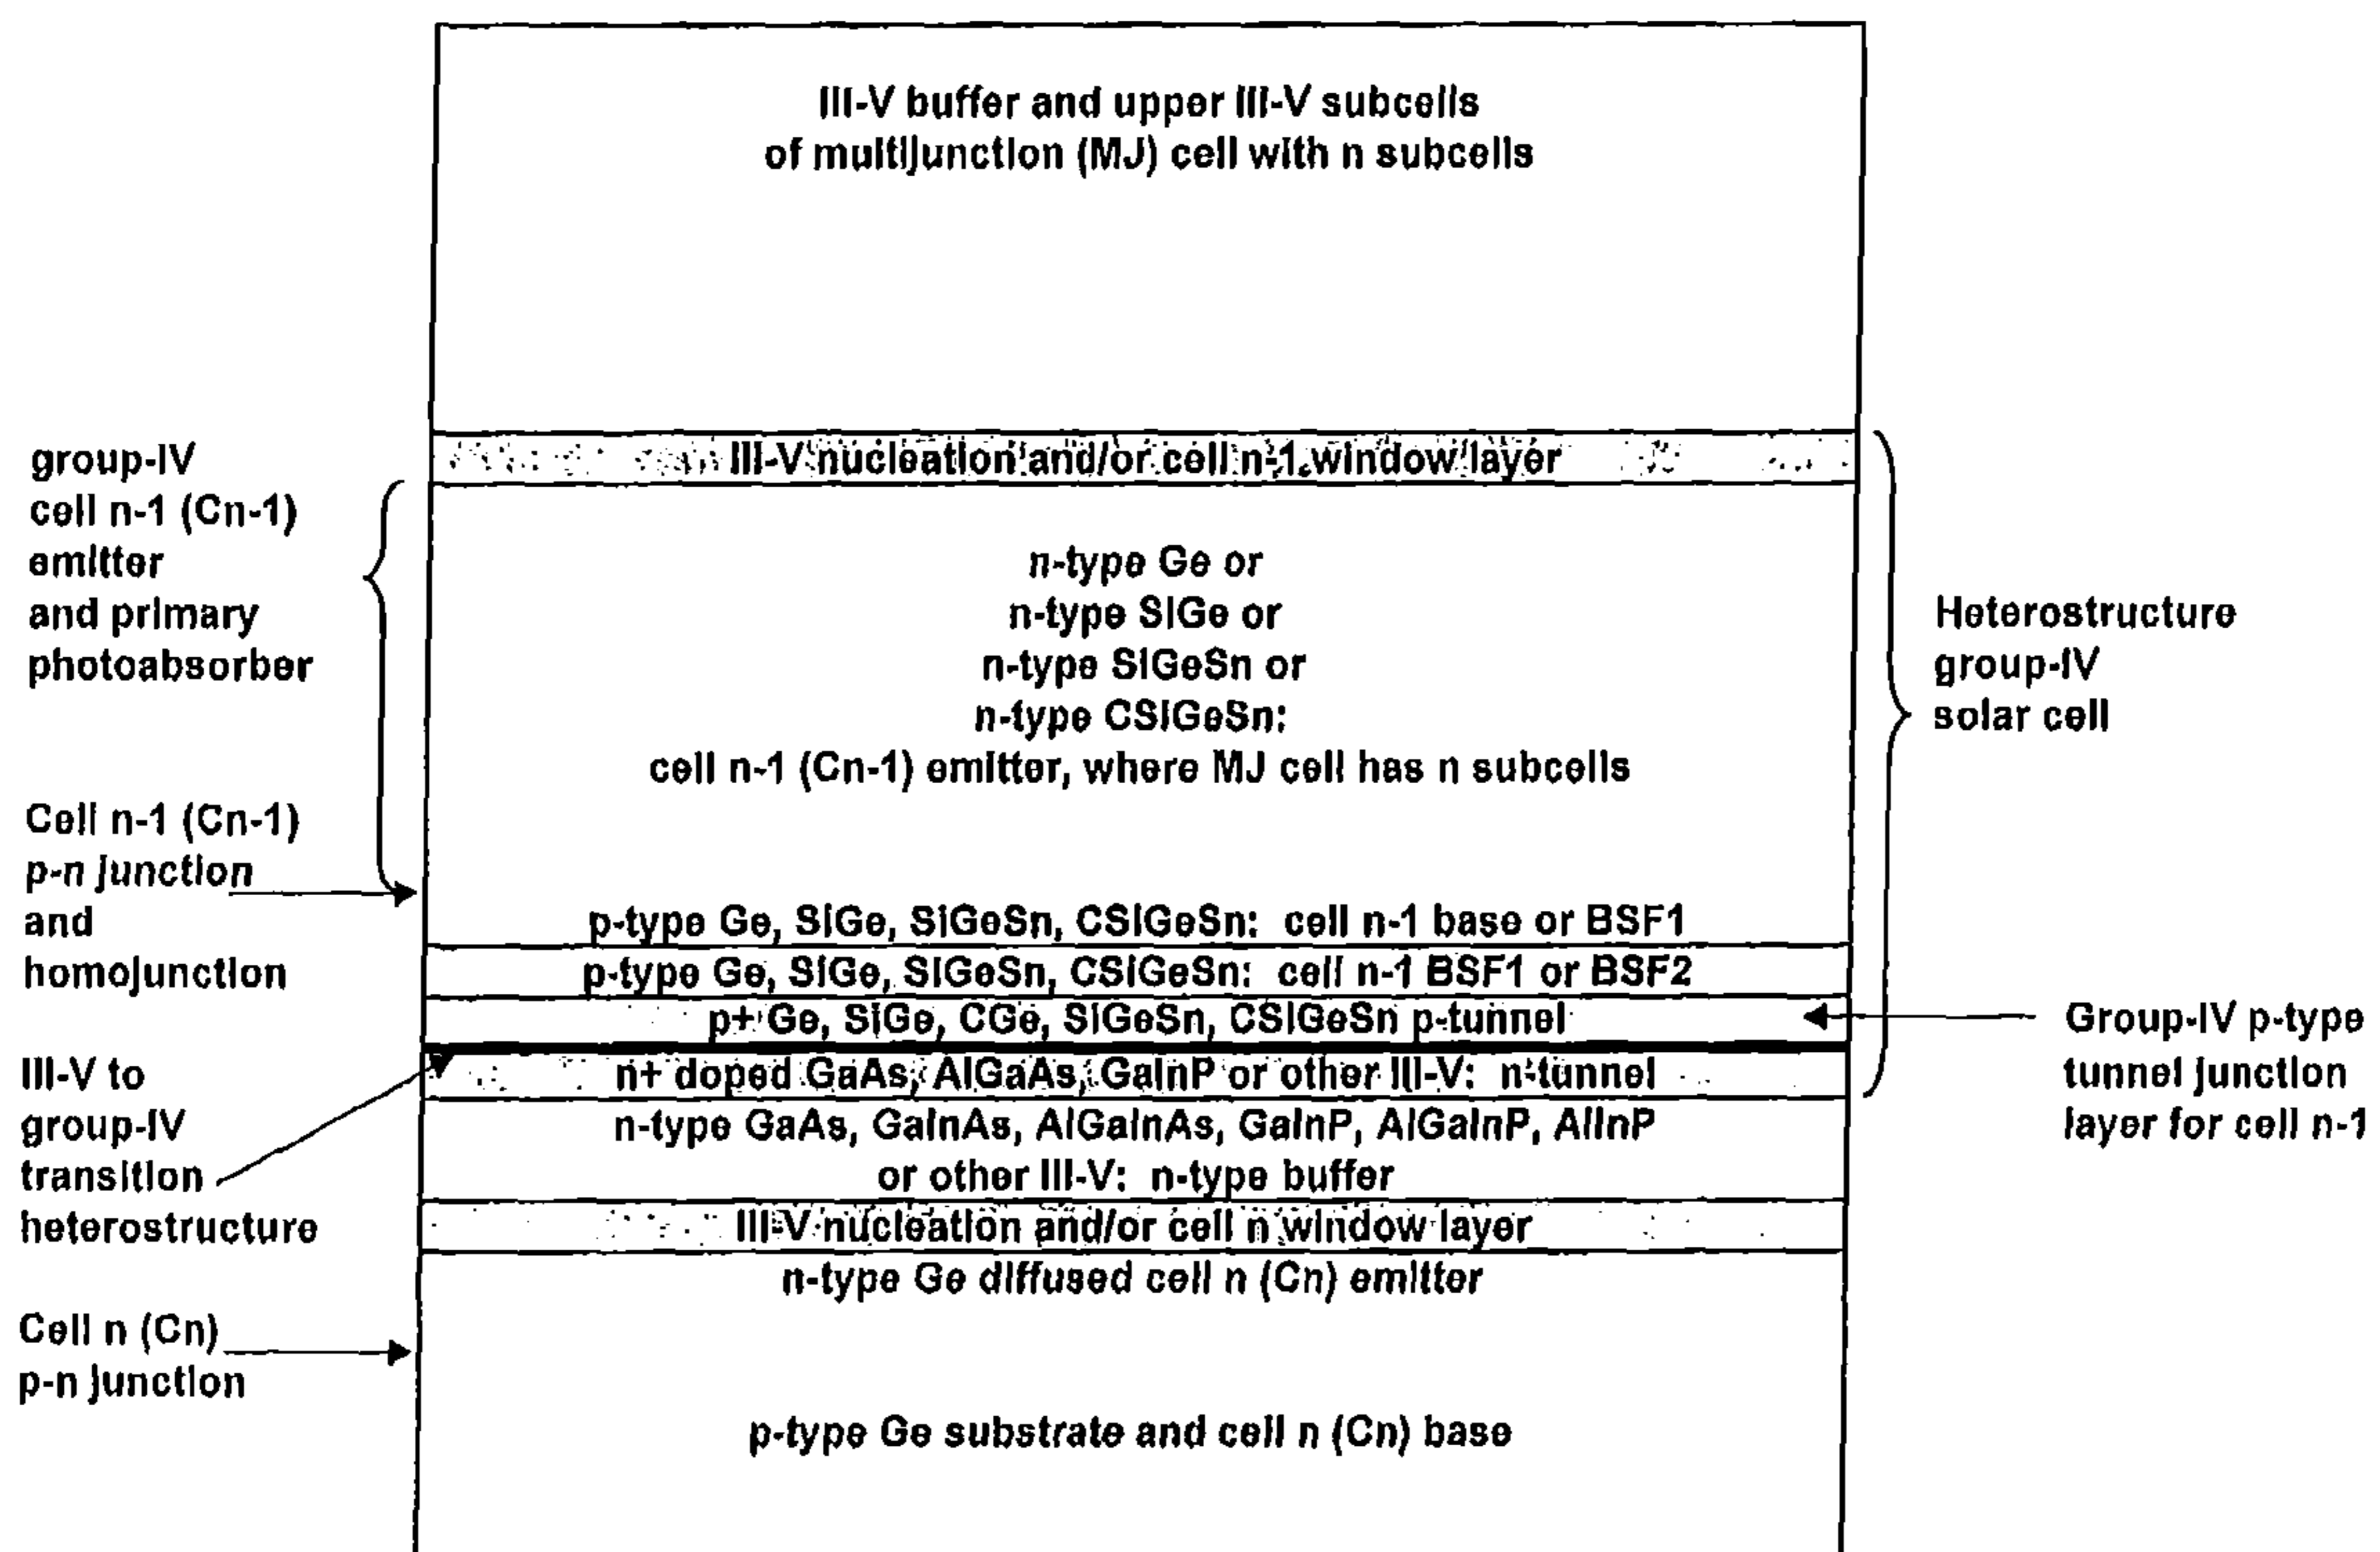 III-V buffer and upper III-V subcells
of multijunction (MJ) cell with n subcells
group-IV
cell n-1 (Cn-1)
emitter
and primary
photoabsorber
III-V nucleation and/or cell n-1 window layer
n-type Ge or
n-type SiGe or
n-type SiGeSn or
n-type CSiGeSn:
cell n-1 (Cn-1) emitter, where MJ cell has n subcells
Heterostructure
group-IV
solar cell
Cell n-1 (Cn-1)
p-n junction
and
homojunction
p-type Ge, SiGe, SiGeSn, CSiGeSn: cell n-1 base or BSF1
p-type Ge, SiGe, SiGeSn, CSiGeSn: cell n-1 BSF1 or BSF2
p+ Ge, SiGe, CGe, SiGeSn, CSiGeSn p-tunnel
Group-IV p-type
tunnel junction
layer for cell n-1
III-V to
group-IV
transition
heterostructure
n+ doped GaAs, AlGaAs, GaInP or other III-V: n-tunnel
n-type GaAs, GaInAs, AlGaInAs, GaInP, AlGaInP, AlInP
or other III-V: n-type buffer
III-V nucleation and/or cell n window layer
n-type Ge diffused cell n (Cn) emitter
Cell n (Cn)
p-n junction
p-type Ge substrate and cell n (Cn) base